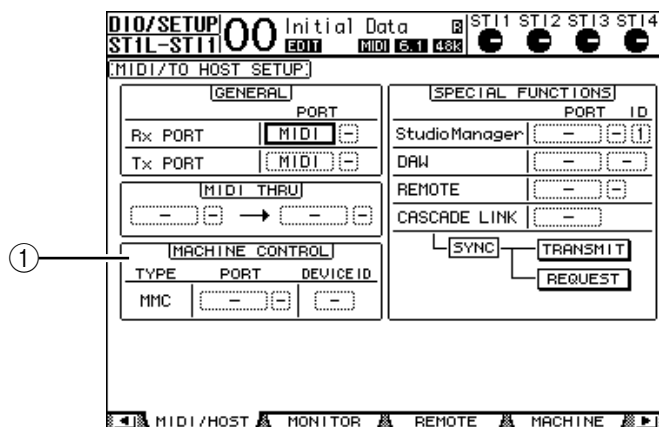 DIO/SETUP
ST1L-ST11
00
Initial Data
EDIT MIDI 6.1 48k
ST11 ST12 ST13 ST14
MIDI/TO HOST SETUP
GENERAL
PORT
Rx PORT MIDI -
Tx PORT MIDI -
MIDI THRU
- - → - -
MACHINE CONTROL
TYPE PORT DEVICE ID
MMC - - -
SPECIAL FUNCTIONS
PORT ID
StudioManager - - 1
DAW - -
REMOTE - -
CASCADE LINK -
SYNC
TRANSMIT
REQUEST
1
MIDI/HOST MONITOR REMOTE MACHINE